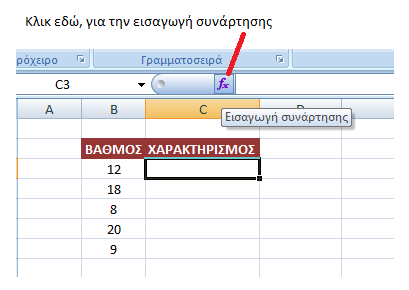 Κλικ εδώ, για την εισαγωγή συνάρτησης
ρόχειρο Γραμματοσειρά
C3 fx
A B C
Εισαγωγή συνάρτησης
ΒΑΘΜΟΣ ΧΑΡΑΚΤΗΡΙΣΜΟΣ
12
18
8
20
9